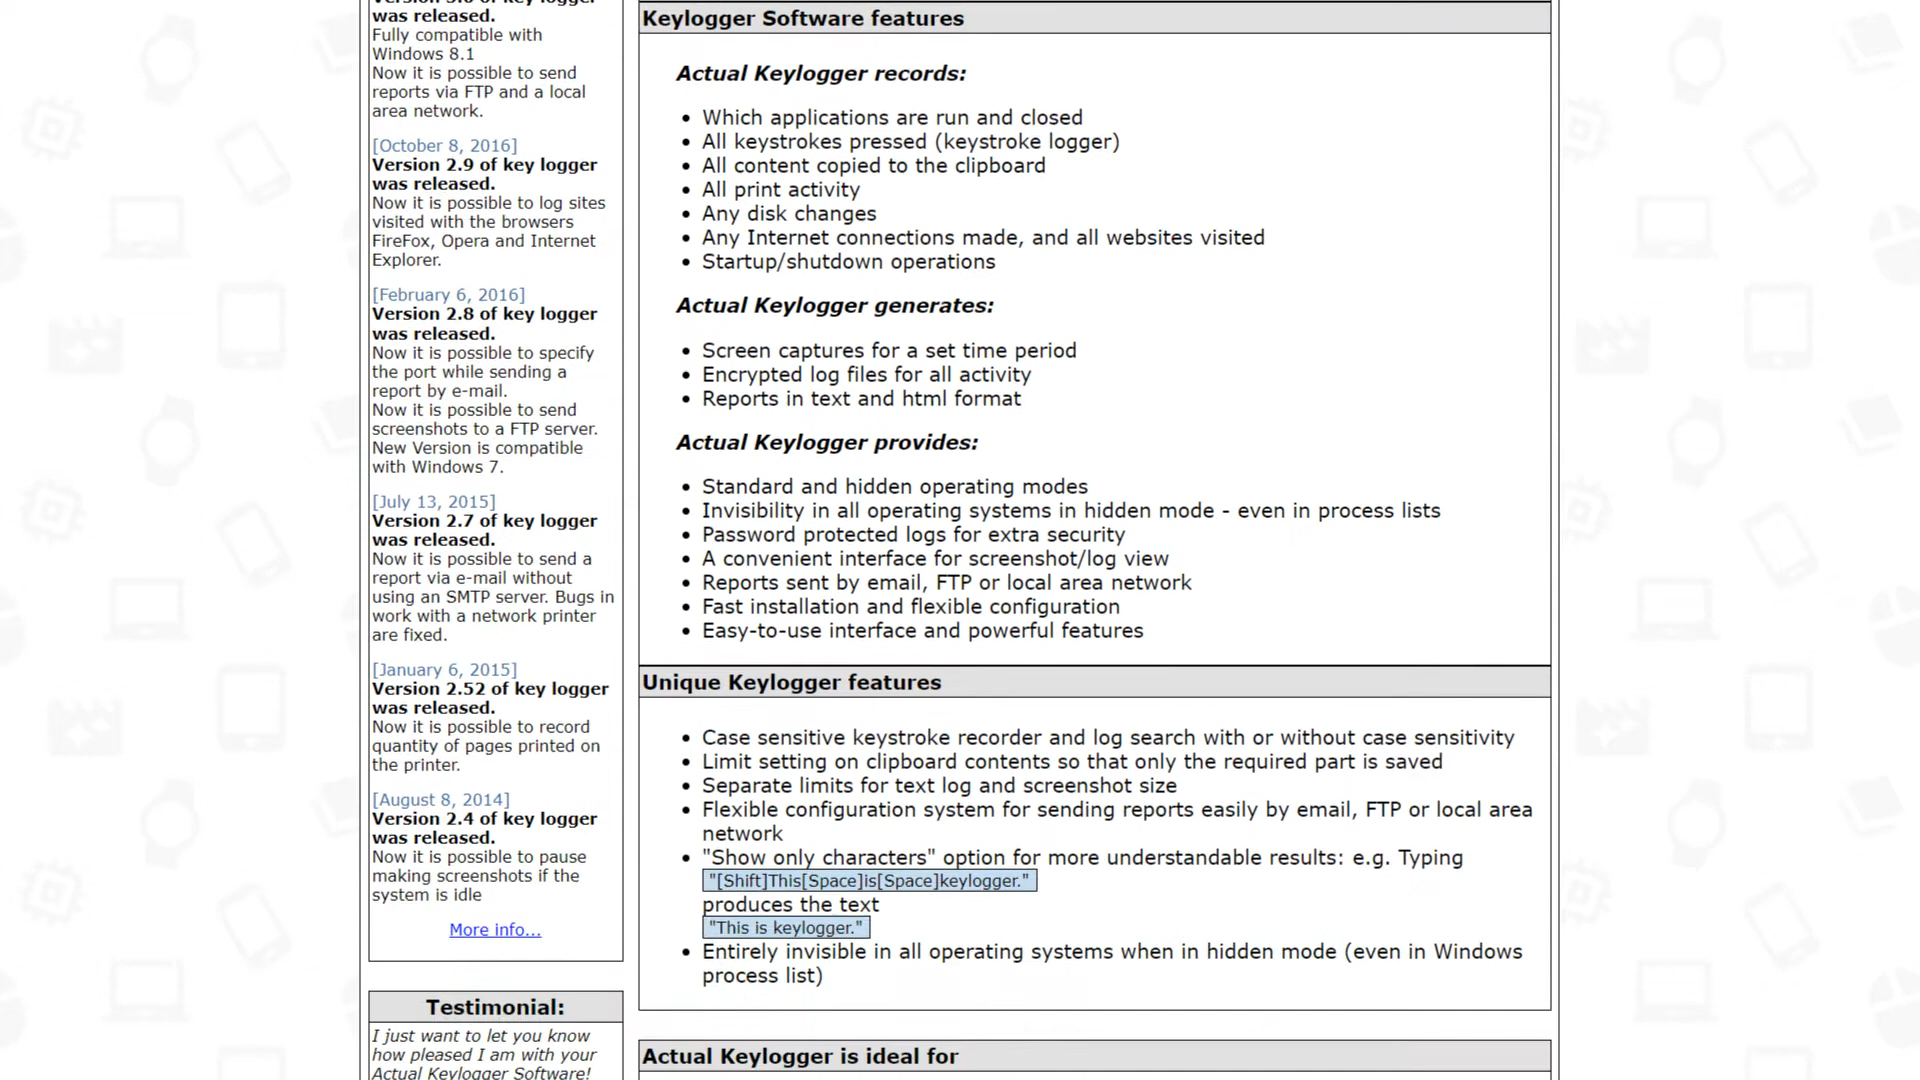 Version 3.0 of key logger
was released.
Fully compatible with
Windows 8.1
Now it is possible to send
reports via FTP and a local
area network.
[October 8, 2016]
Version 2.9 of key logger
was released.
Now it is possible to log sites
visited with the browsers
FireFox, Opera and Internet
Explorer.
[February 6, 2016]
Version 2.8 of key logger
was released.
Now it is possible to specify
the port while sending a
report by e-mail.
Now it is possible to send
screenshots to a FTP server.
New Version is compatible
with Windows 7.
[July 13, 2015]
Version 2.7 of key logger
was released.
Now it is possible to send a
report via e-mail without
using an SMTP server. Bugs in
work with a network printer
are fixed.
[January 6, 2015]
Version 2.52 of key logger
was released.
Now it is possible to record
quantity of pages printed on
the printer.
[August 8, 2014]
Version 2.4 of key logger
was released.
Now it is possible to pause
making screenshots if the
system is idle
More info...
Testimonial:
I just want to let you know
how pleased I am with your
Actual Keylogger Software!
Keylogger Software features
Actual Keylogger records:
Which applications are run and closed
All keystrokes pressed (keystroke logger)
All content copied to the clipboard
All print activity
Any disk changes
Any Internet connections made, and all websites visited
Startup/shutdown operations
Actual Keylogger generates:
Screen captures for a set time period
Encrypted log files for all activity
Reports in text and html format
Actual Keylogger provides:
Standard and hidden operating modes
Invisibility in all operating systems in hidden mode - even in process lists
Password protected logs for extra security
A convenient interface for screenshot/log view
Reports sent by email, FTP or local area network
Fast installation and flexible configuration
Easy-to-use interface and powerful features
Unique Keylogger features
Case sensitive keystroke recorder and log search with or without case sensitivity
Limit setting on clipboard contents so that only the required part is saved
Separate limits for text log and screenshot size
Flexible configuration system for sending reports easily by email, FTP or local area
network
"Show only characters" option for more understandable results: e.g. Typing
"[Shift]This[Space]is[Space]keylogger."
produces the text
"This is keylogger."
Entirely invisible in all operating systems when in hidden mode (even in Windows
process list)
Actual Keylogger is ideal for